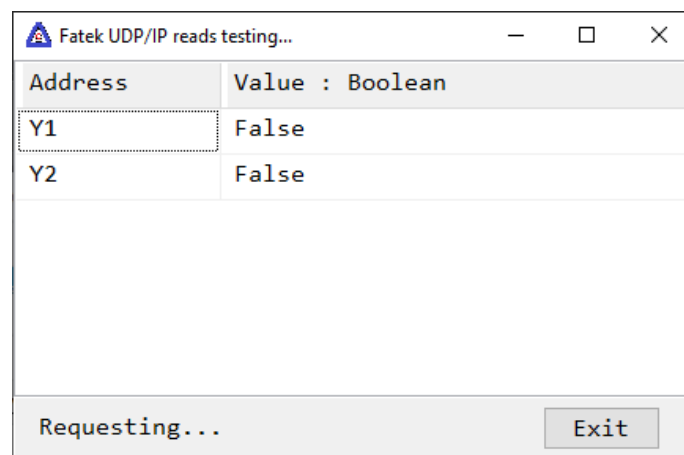 Fatek UDP/IP reads testing...
Address Value : Boolean
Y1 False
Y2 False
Requesting... Exit